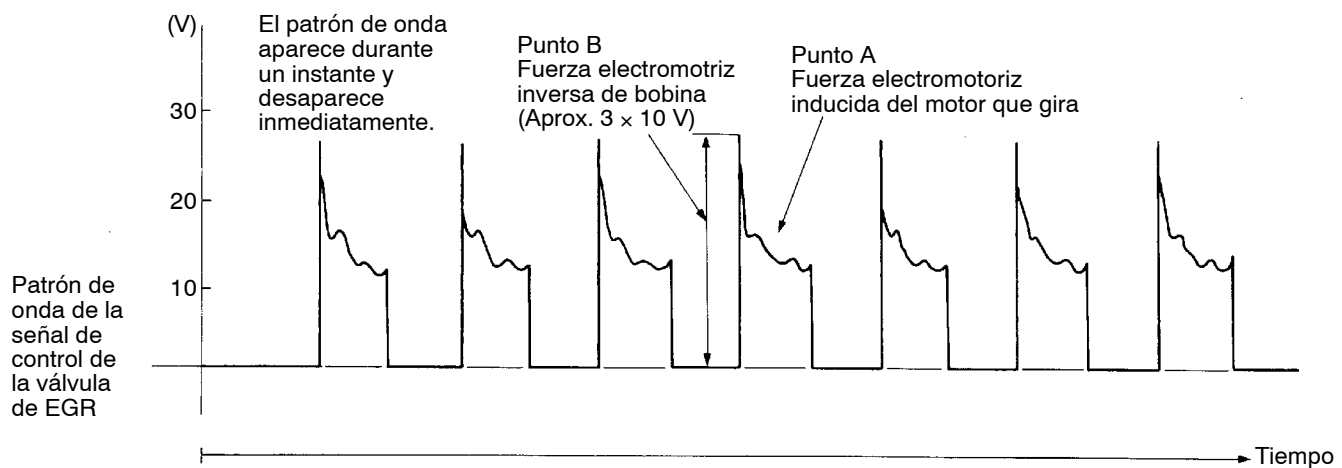 (V)
El patrón de onda
aparece durante
un instante y
desaparece
inmediatamente.
Punto B
Fuerza electromotriz
inversa de bobina
(Aprox. 3 × 10 V)
Punto A
Fuerza electromotoriz
inducida del motor que gira
30
20
10
Patrón de
onda de la
señal de
control de
la válvula
de EGR
Tiempo